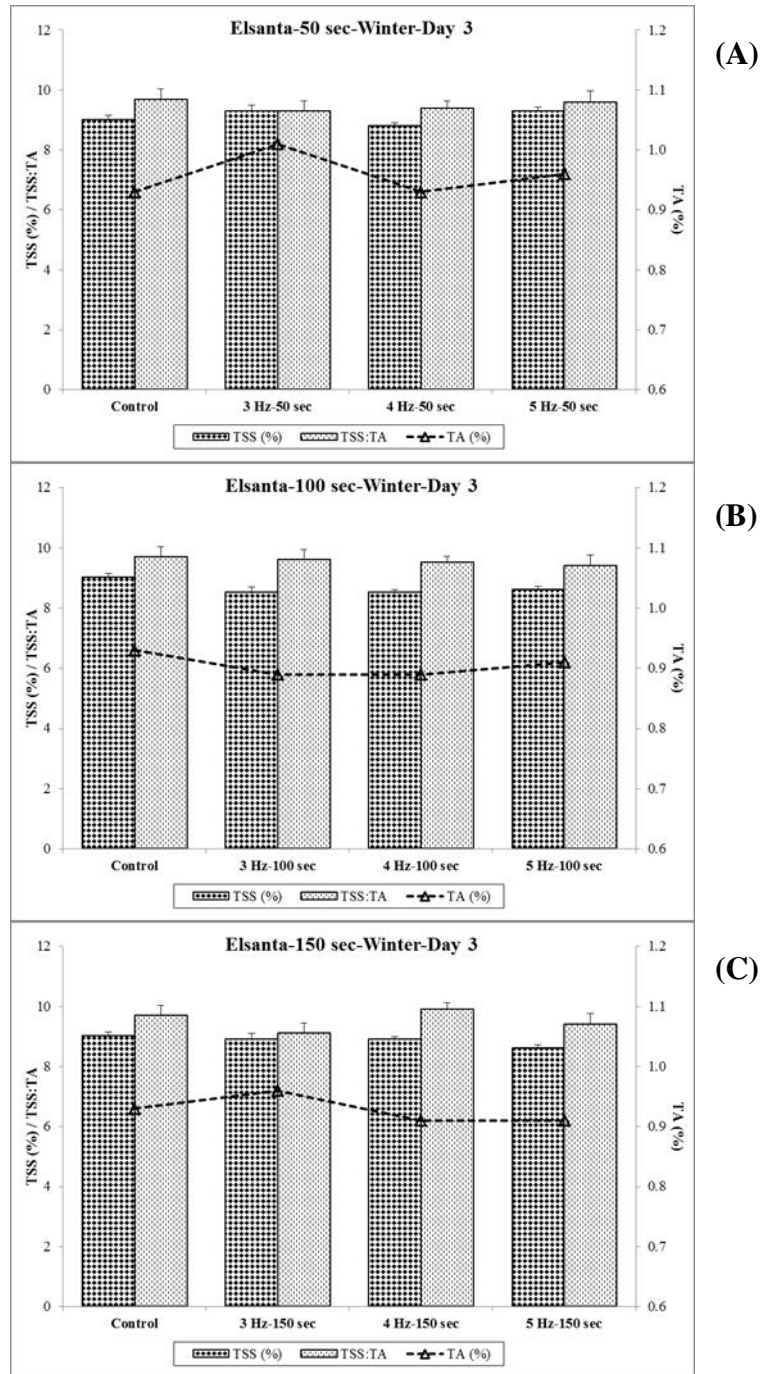 Elsanta-50 sec-Winter-Day 3
(A)
12
10
8
6
4
2
0
TSS (%) / TSS:TA
1.2
1.1
1.0
0.9
0.8
0.7
0.6
TA (%)
Control 3 Hz-50 sec 4 Hz-50 sec 5 Hz-50 sec
TSS (%) TSS:TA TA (%)
Elsanta-100 sec-Winter-Day 3
(B)
12
10
8
6
4
2
0
TSS (%) / TSS:TA
1.2
1.1
1.0
0.9
0.8
0.7
0.6
TA (%)
Control 3 Hz-100 sec 4 Hz-100 sec 5 Hz-100 sec
TSS (%) TSS:TA TA (%)
Elsanta-150 sec-Winter-Day 3
(C)
12
10
8
6
4
2
0
TSS (%) / TSS:TA
1.2
1.1
1.0
0.9
0.8
0.7
0.6
TA (%)
Control 3 Hz-150 sec 4 Hz-150 sec 5 Hz-150 sec
TSS (%) TSS:TA TA (%)